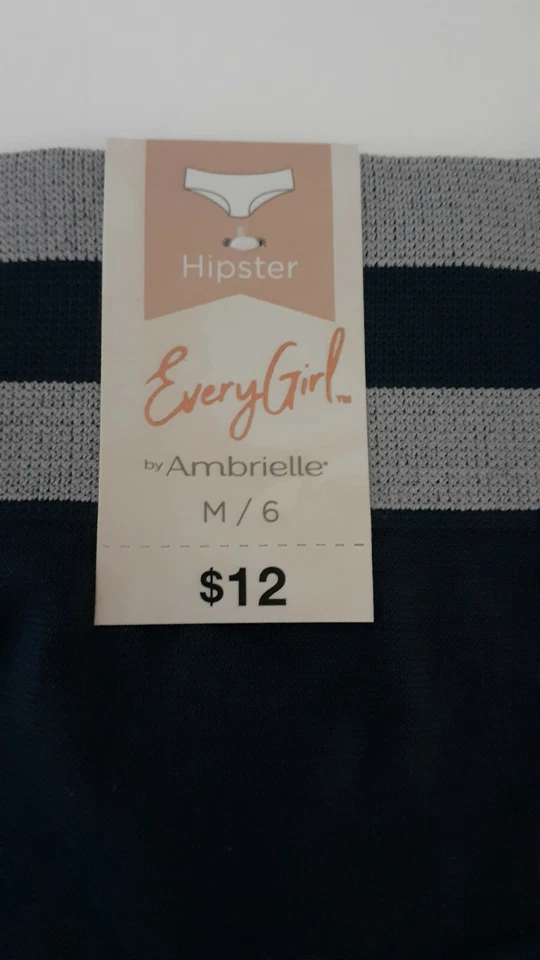 Hipster
EveryGirl™
by Ambrielle®
M / 6
$12